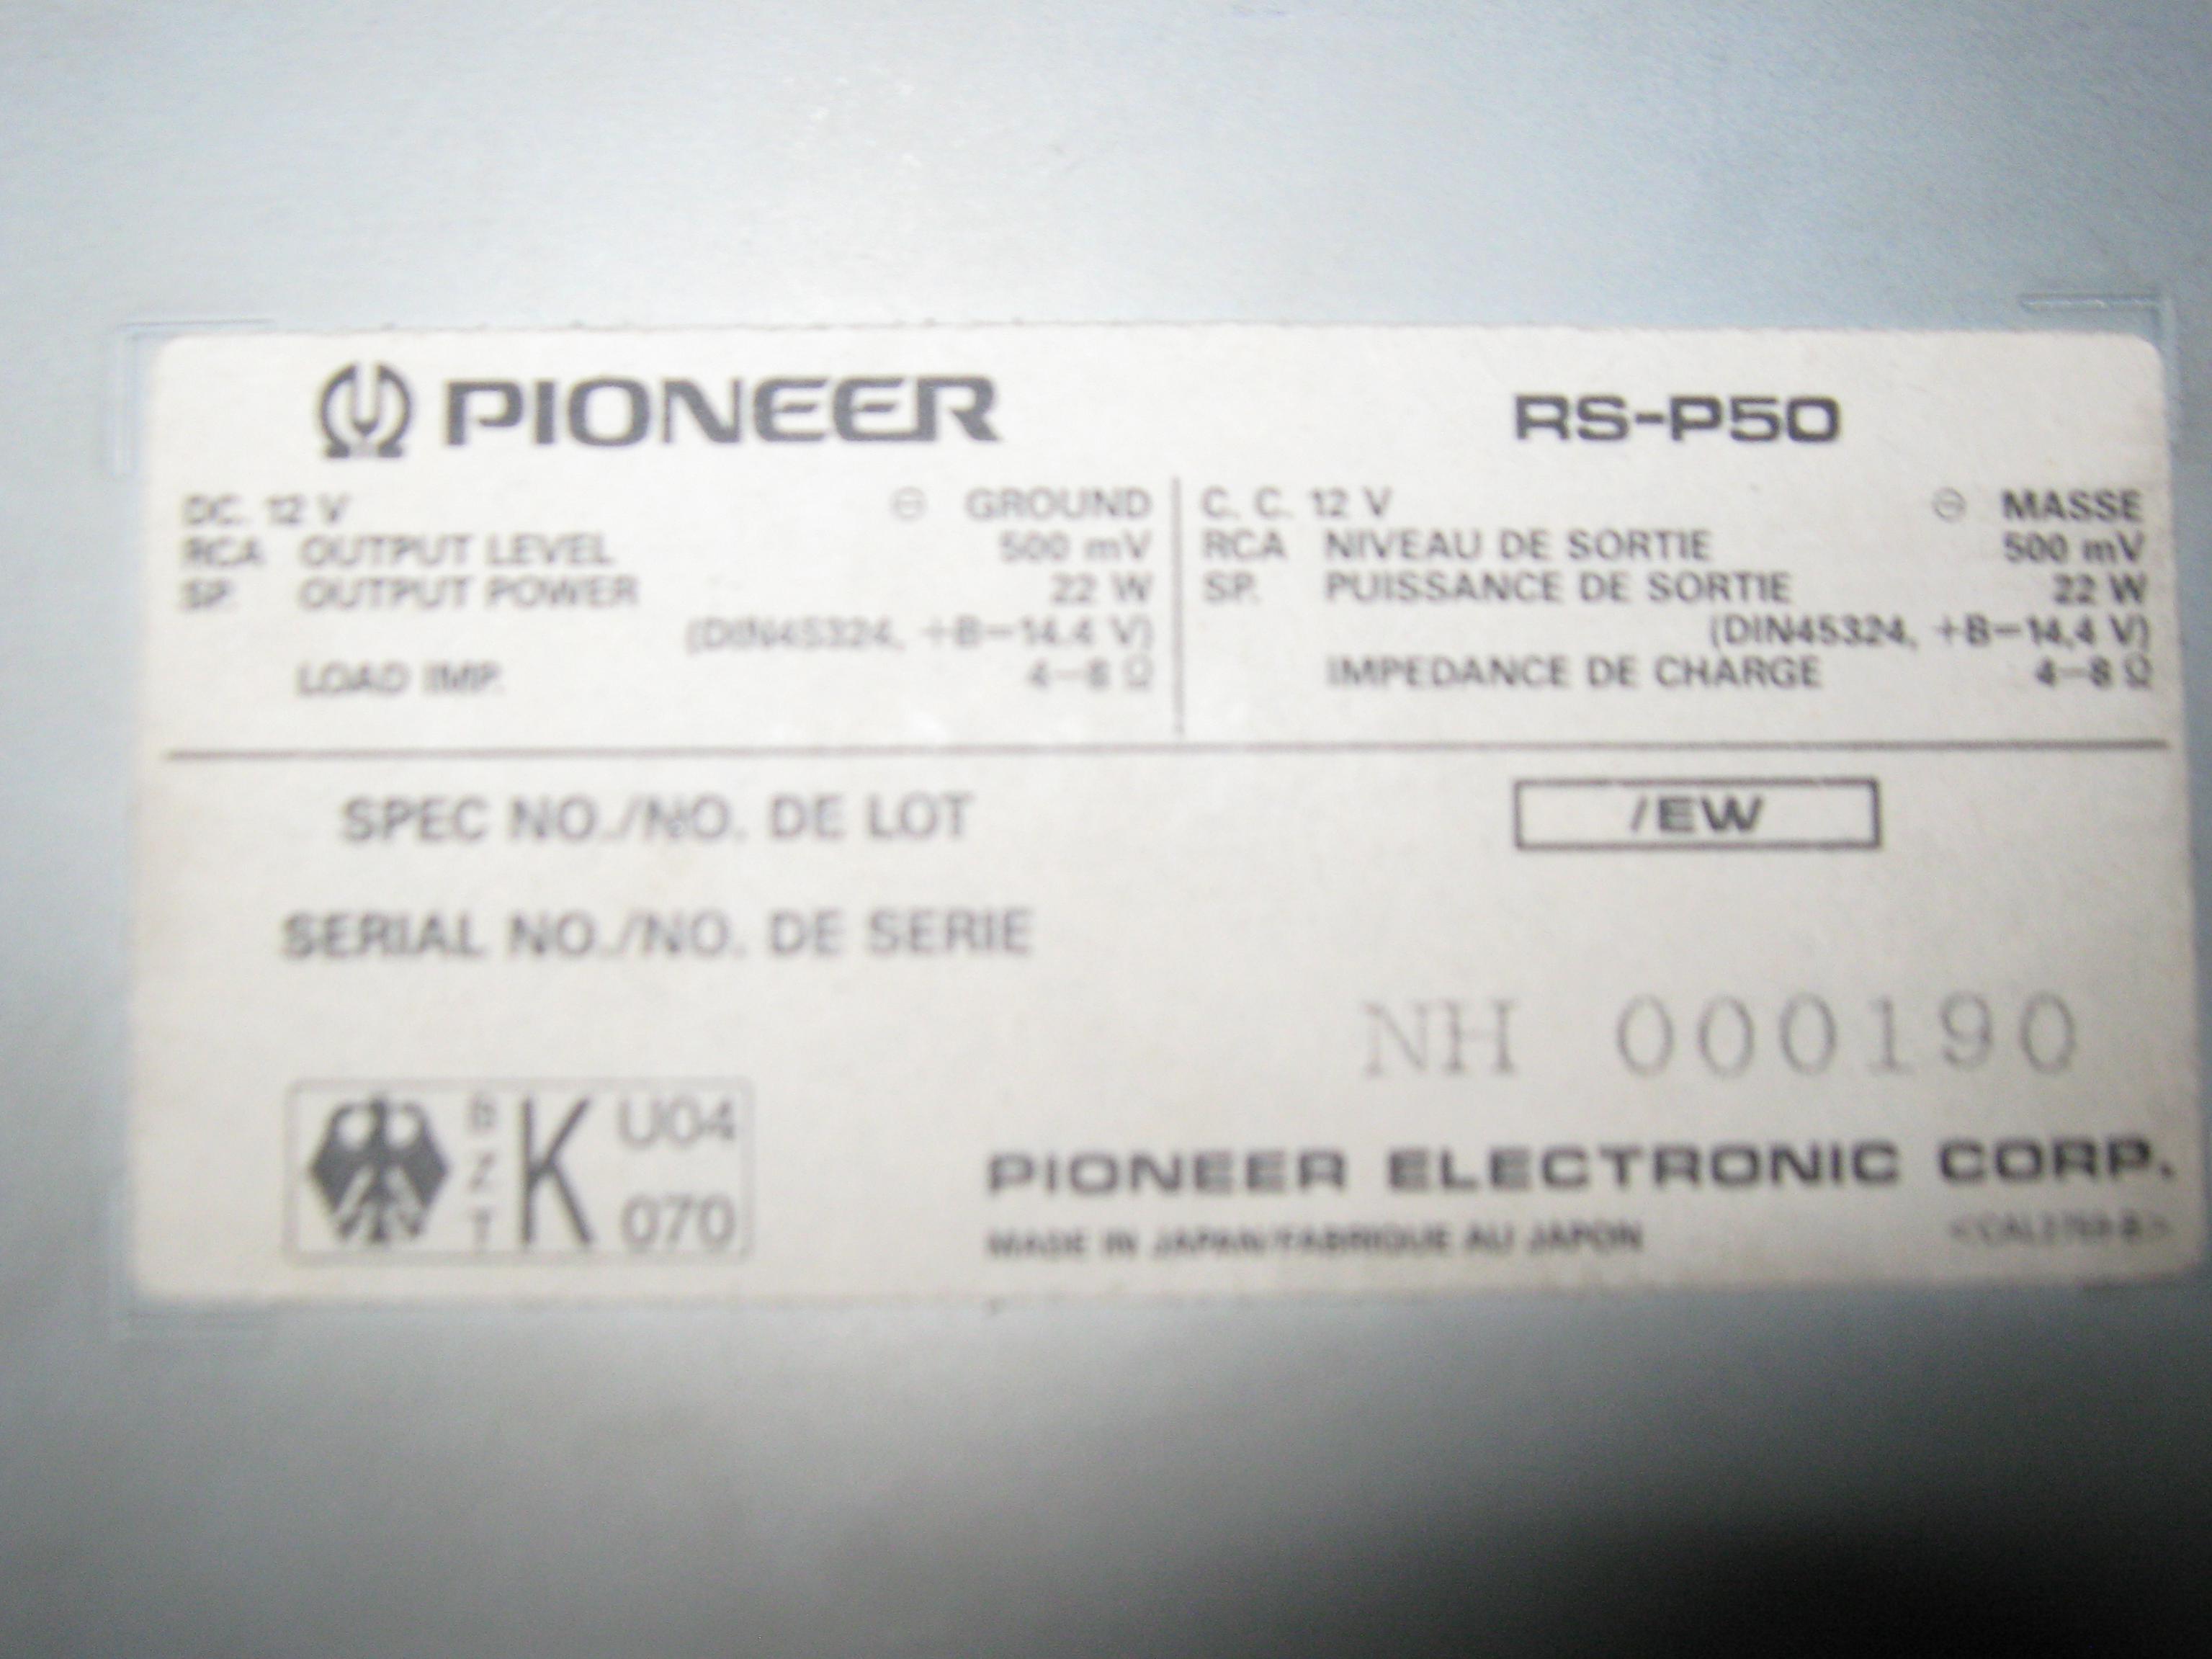 PIONEER
RS-P50
DC. 12 V ⊖ GROUND
RCA OUTPUT LEVEL 500 mV
SP. OUTPUT POWER 22 W
(DIN45324, +B=14.4 V)
LOAD IMP. 4–8 Ω
C. C. 12 V ⊖ MASSE
RCA NIVEAU DE SORTIE 500 mV
SP. PUISSANCE DE SORTIE 22 W
(DIN45324, +B=14,4 V)
IMPEDANCE DE CHARGE 4–8 Ω
SPEC NO./NO. DE LOT /EW
SERIAL NO./NO. DE SERIE
NH 000190
BZT K U04
070
PIONEER ELECTRONIC CORP.
MADE IN JAPAN/FABRIQUE AU JAPON